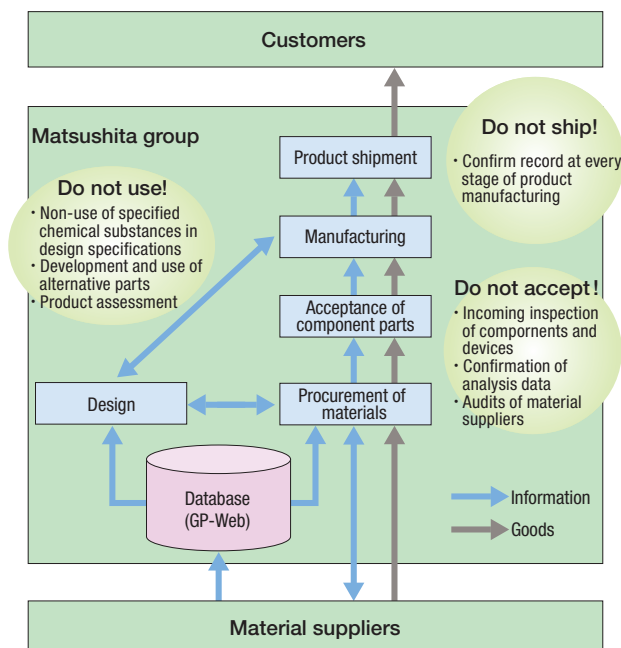 Customers
Matsushita group
Do not use!
・Non-use of specified
chemical substances in
design specifications
・Development and use of
alternative parts
・Product assessment
Product shipment
Do not ship!
・Confirm record at every
stage of product
manufacturing
Manufacturing
Acceptance of
component parts
Do not accept!
・Incoming inspection
of compornents and
devices
・Confirmation of
analysis data
・Audits of material
suppliers
Design
Procurement of
materials
Database
(GP-Web)
Information
Goods
Material suppliers